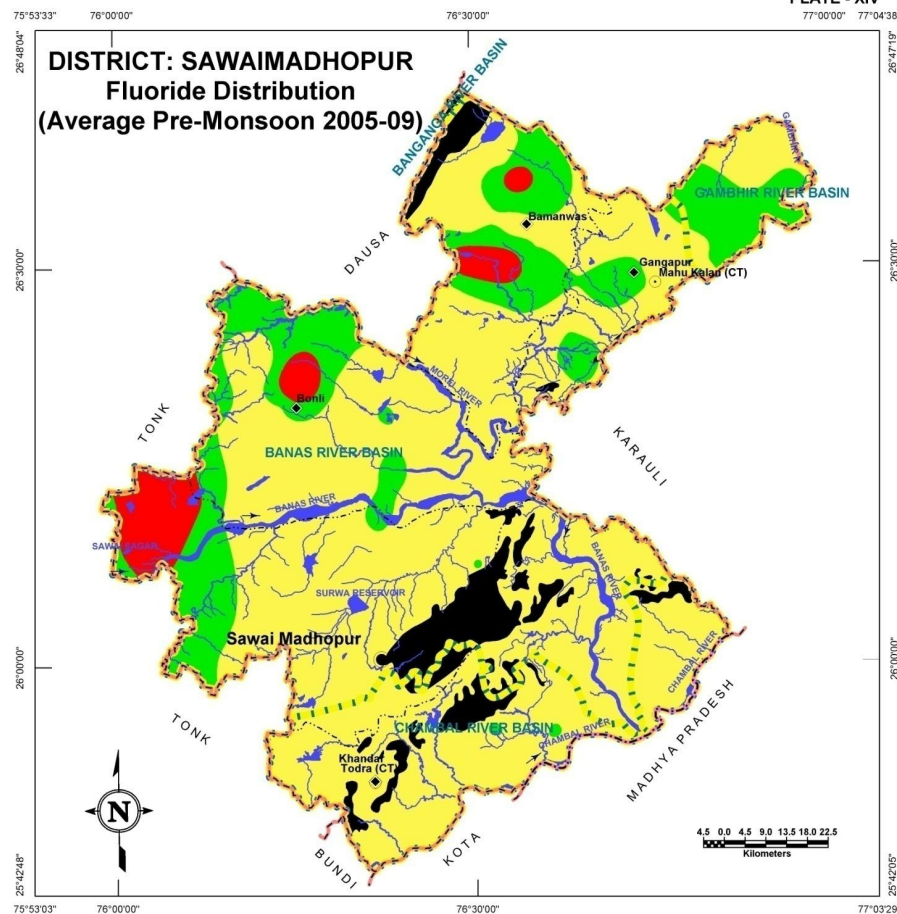 PLATE - XIV
75°53'33"
76°00'00"
76°30'00"
77°00'00"
77°04'38"
26°48'04"
26°47'19"
DISTRICT: SAWAIMADHOPUR
Fluoride Distribution
(Average Pre-Monsoon 2005-09)
BANGANGA RIVER BASIN
GAMBHIR R
GAMBHIR RIVER BASIN
Bamanwas
DAUSA
Gangapur
Mahu Kalan (CT)
26°30'00"
26°30'00"
MOREL RIVER
Bonli
TONK
KARAULI
BANAS RIVER BASIN
BANAS RIVER
SAWAI SAGAR
BANAS RIVER
SURWA RESERVOIR
Sawai Madhopur
26°00'00"
26°00'00"
CHAMBAL RIVER
TONK
CHAMBAL RIVER BASIN
CHAMBAL RIVER
MADHYA PRADESH
Khandar
Todra (CT)
N
BUNDI
KOTA
4.5 0.0 4.5 9.0 13.5 18.0 22.5
Kilometers
25°42'48"
25°42'05"
75°53'03"
76°00'00"
76°30'00"
77°03'29"